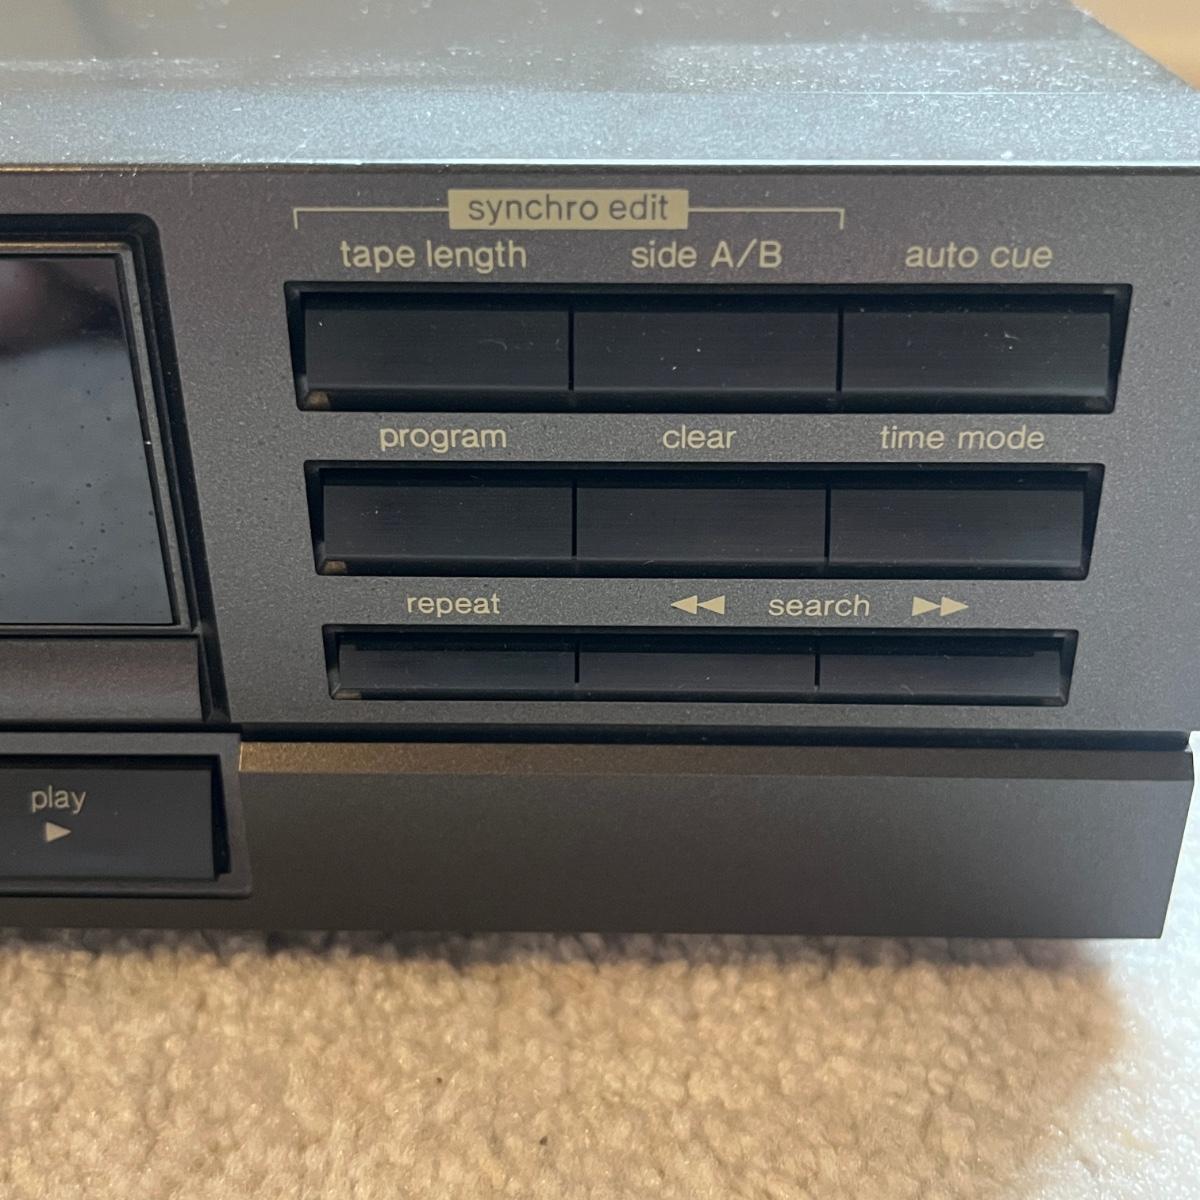 synchro edit
tape length side A/B auto cue
program clear time mode
repeat ◀◀ search ▶▶
play
▶